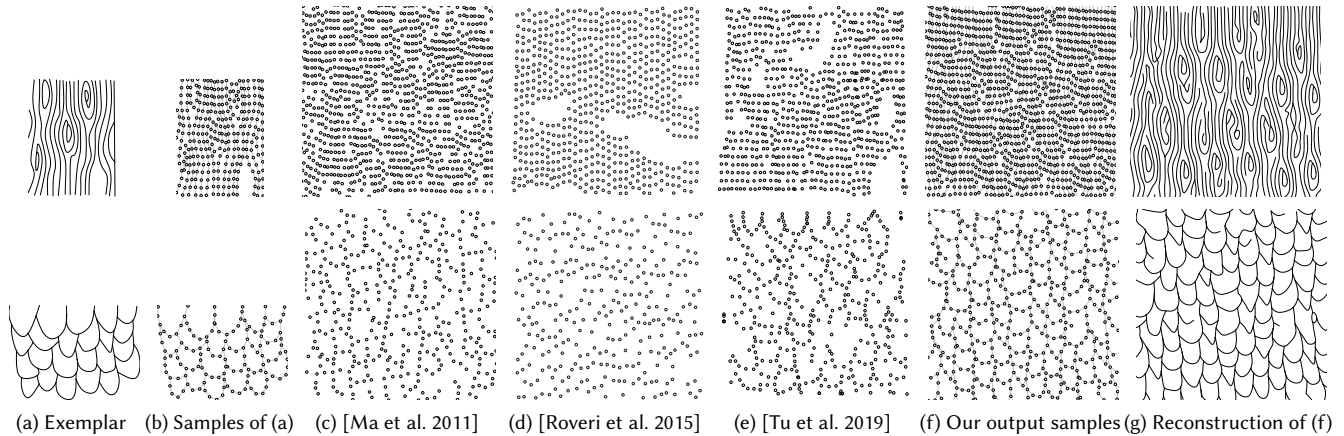 (a) Exemplar (b) Samples of (a) (c) [Ma et al. 2011] (d) [Roveri et al. 2015] (e) [Tu et al. 2019] (f) Our output samples (g) Reconstruction of (f)